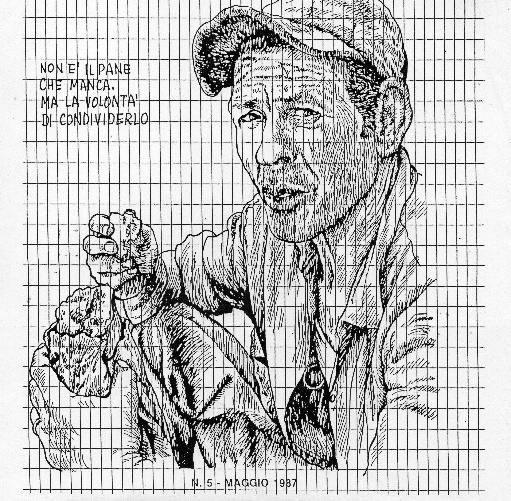 NON E' IL PANE
CHE MANCA.
MA LA VOLONTA'
DI CONDIVIDERLO
N. 5 - MAGGIO 1987